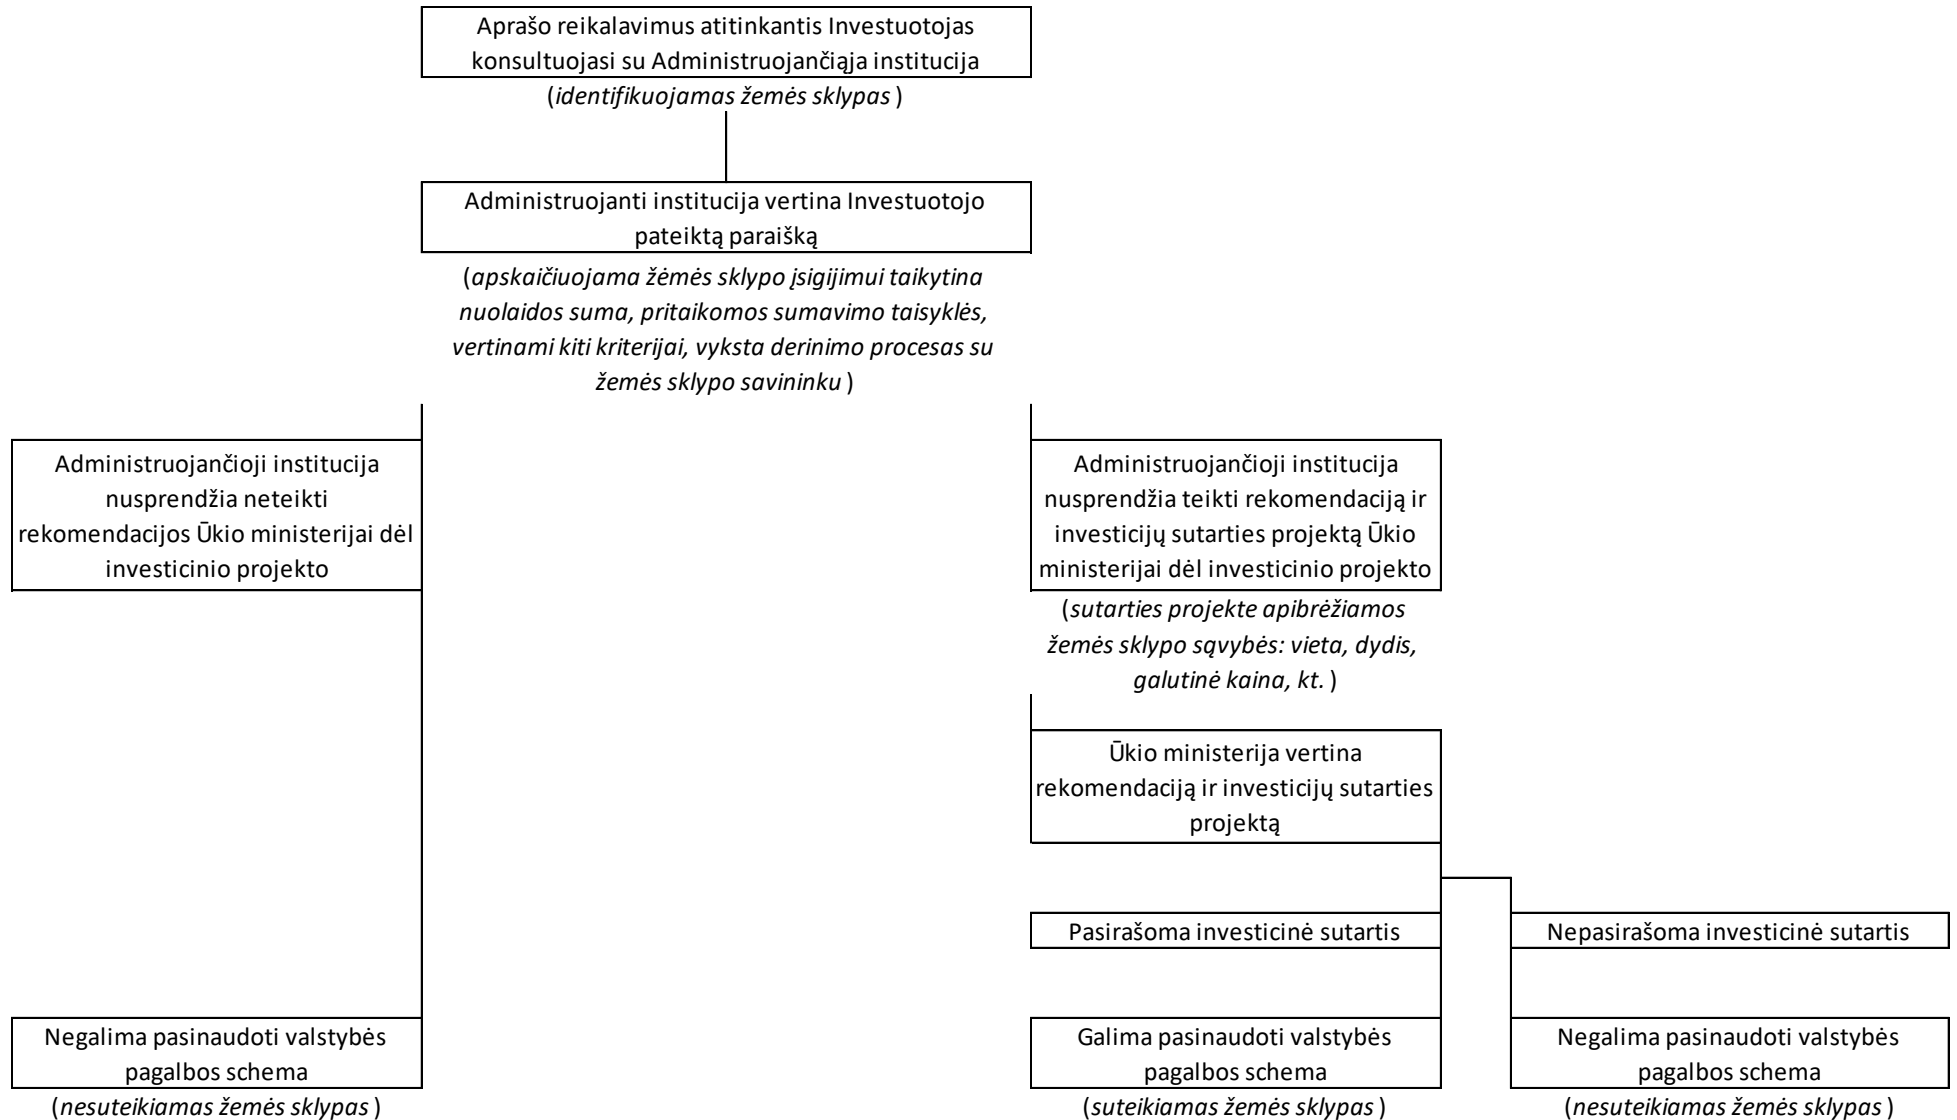 Aprašo reikalavimus atitinkantis Investuotojas
konsultuojasi su Administruojančiąja institucija
(identifikuojamas žemės sklypas )
Administruojanti institucija vertina Investuotojo
pateiktą paraišką
(apskaičiuojama žėmės sklypo įsigijimui taikytina
nuolaidos suma, pritaikomos sumavimo taisyklės,
vertinami kiti kriterijai, vyksta derinimo procesas su
žemės sklypo savininku )
Administruojančioji institucija
nusprendžia neteikti
rekomendacijos Ūkio ministerijai dėl
investicinio projekto
Administruojančioji institucija
nusprendžia teikti rekomendaciją ir
investicijų sutarties projektą Ūkio
ministerijai dėl investicinio projekto
(sutarties projekte apibrėžiamos
žemės sklypo sąvybės: vieta, dydis,
galutinė kaina, kt. )
Ūkio ministerija vertina
rekomendaciją ir investicijų sutarties
projektą
Pasirašoma investicinė sutartis
Nepasirašoma investicinė sutartis
Negalima pasinaudoti valstybės
pagalbos schema
(nesuteikiamas žemės sklypas )
Galima pasinaudoti valstybės
pagalbos schema
(suteikiamas žemės sklypas )
Negalima pasinaudoti valstybės
pagalbos schema
(nesuteikiamas žemės sklypas )